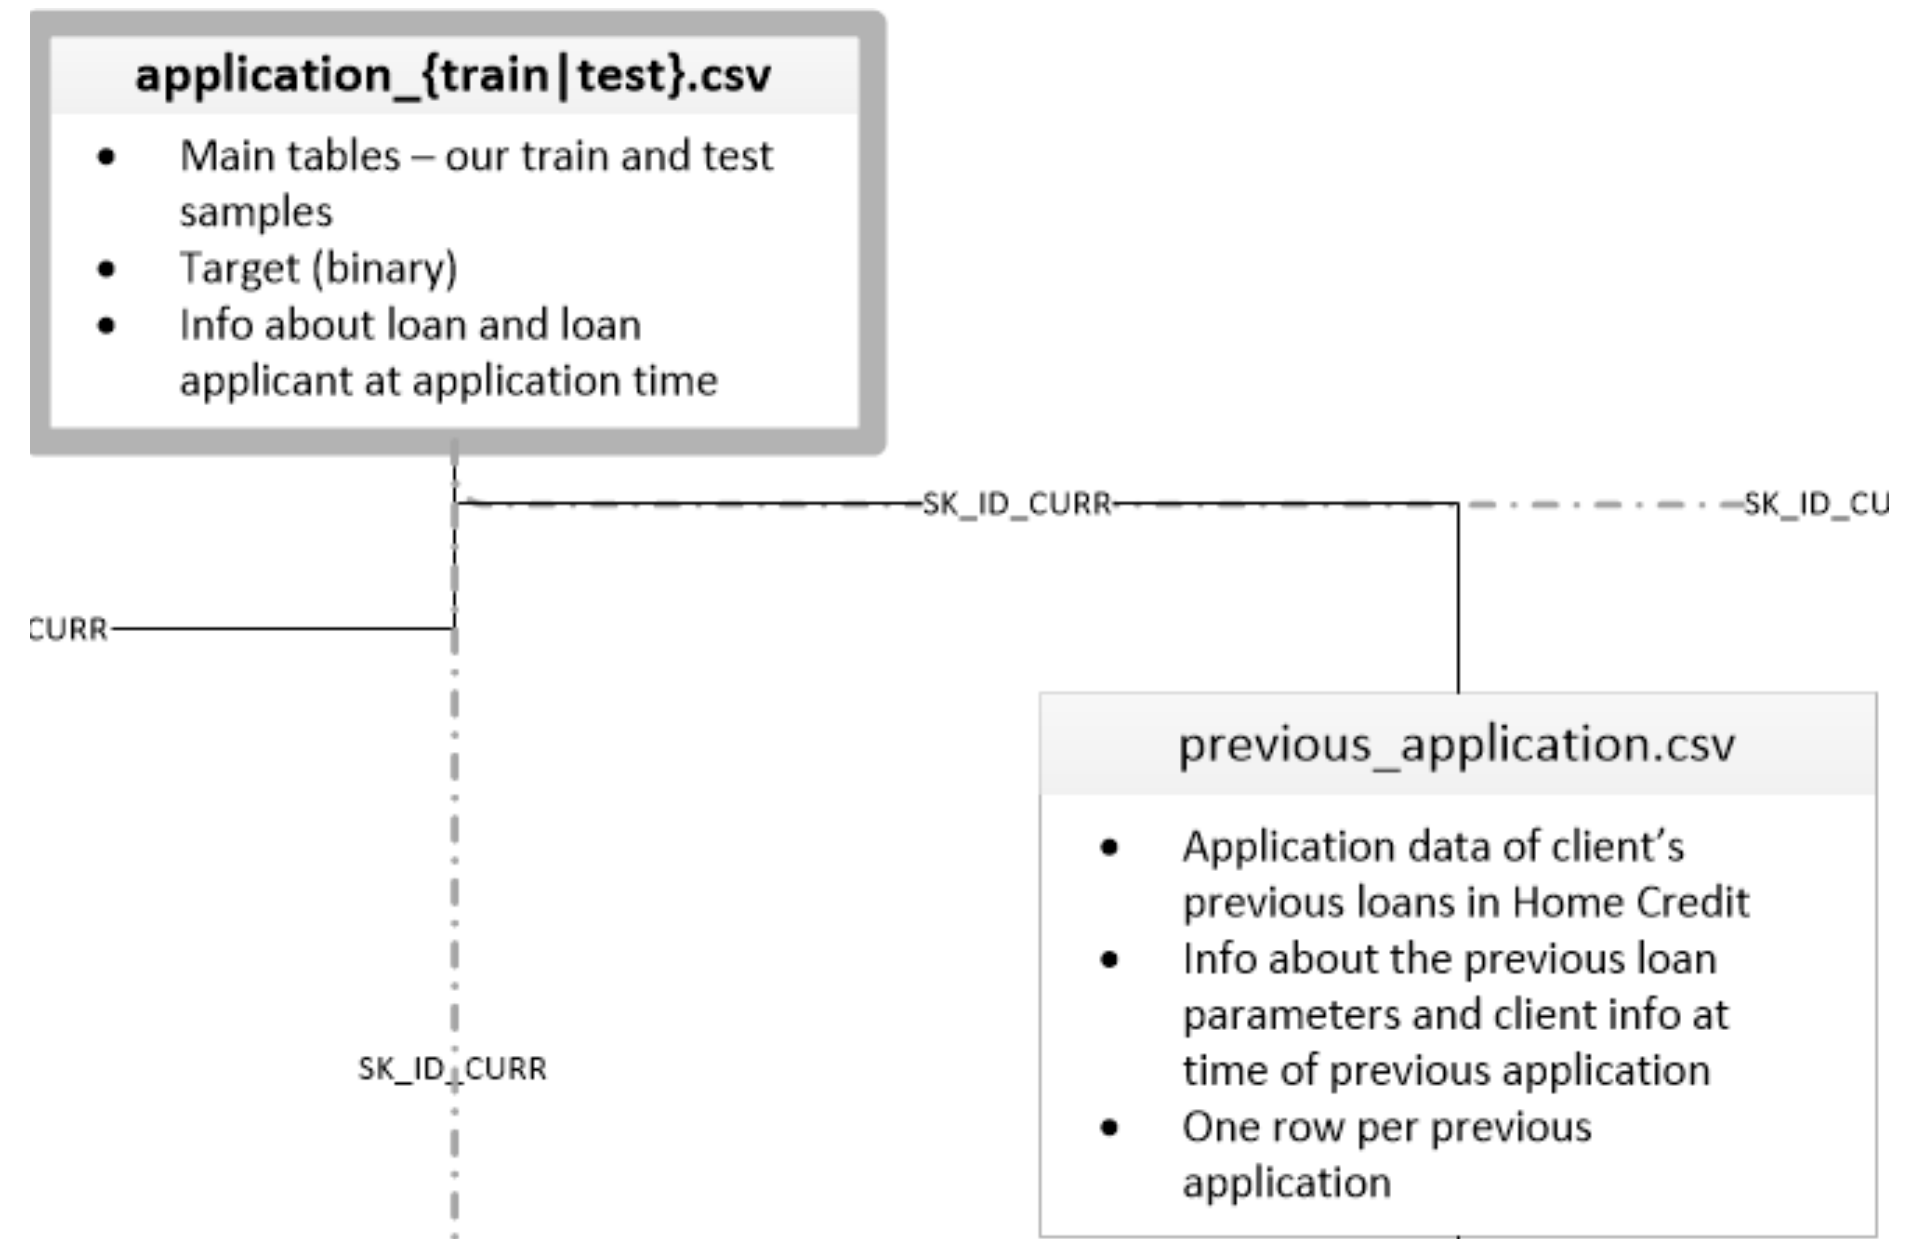 application_{train|test}.csv
● Main tables – our train and test
samples
● Target (binary)
● Info about loan and loan
applicant at application time
SK_ID_CURR
SK_ID_CU
CURR
previous_application.csv
● Application data of client’s
previous loans in Home Credit
● Info about the previous loan
parameters and client info at
time of previous application
● One row per previous
application
SK_ID_CURR